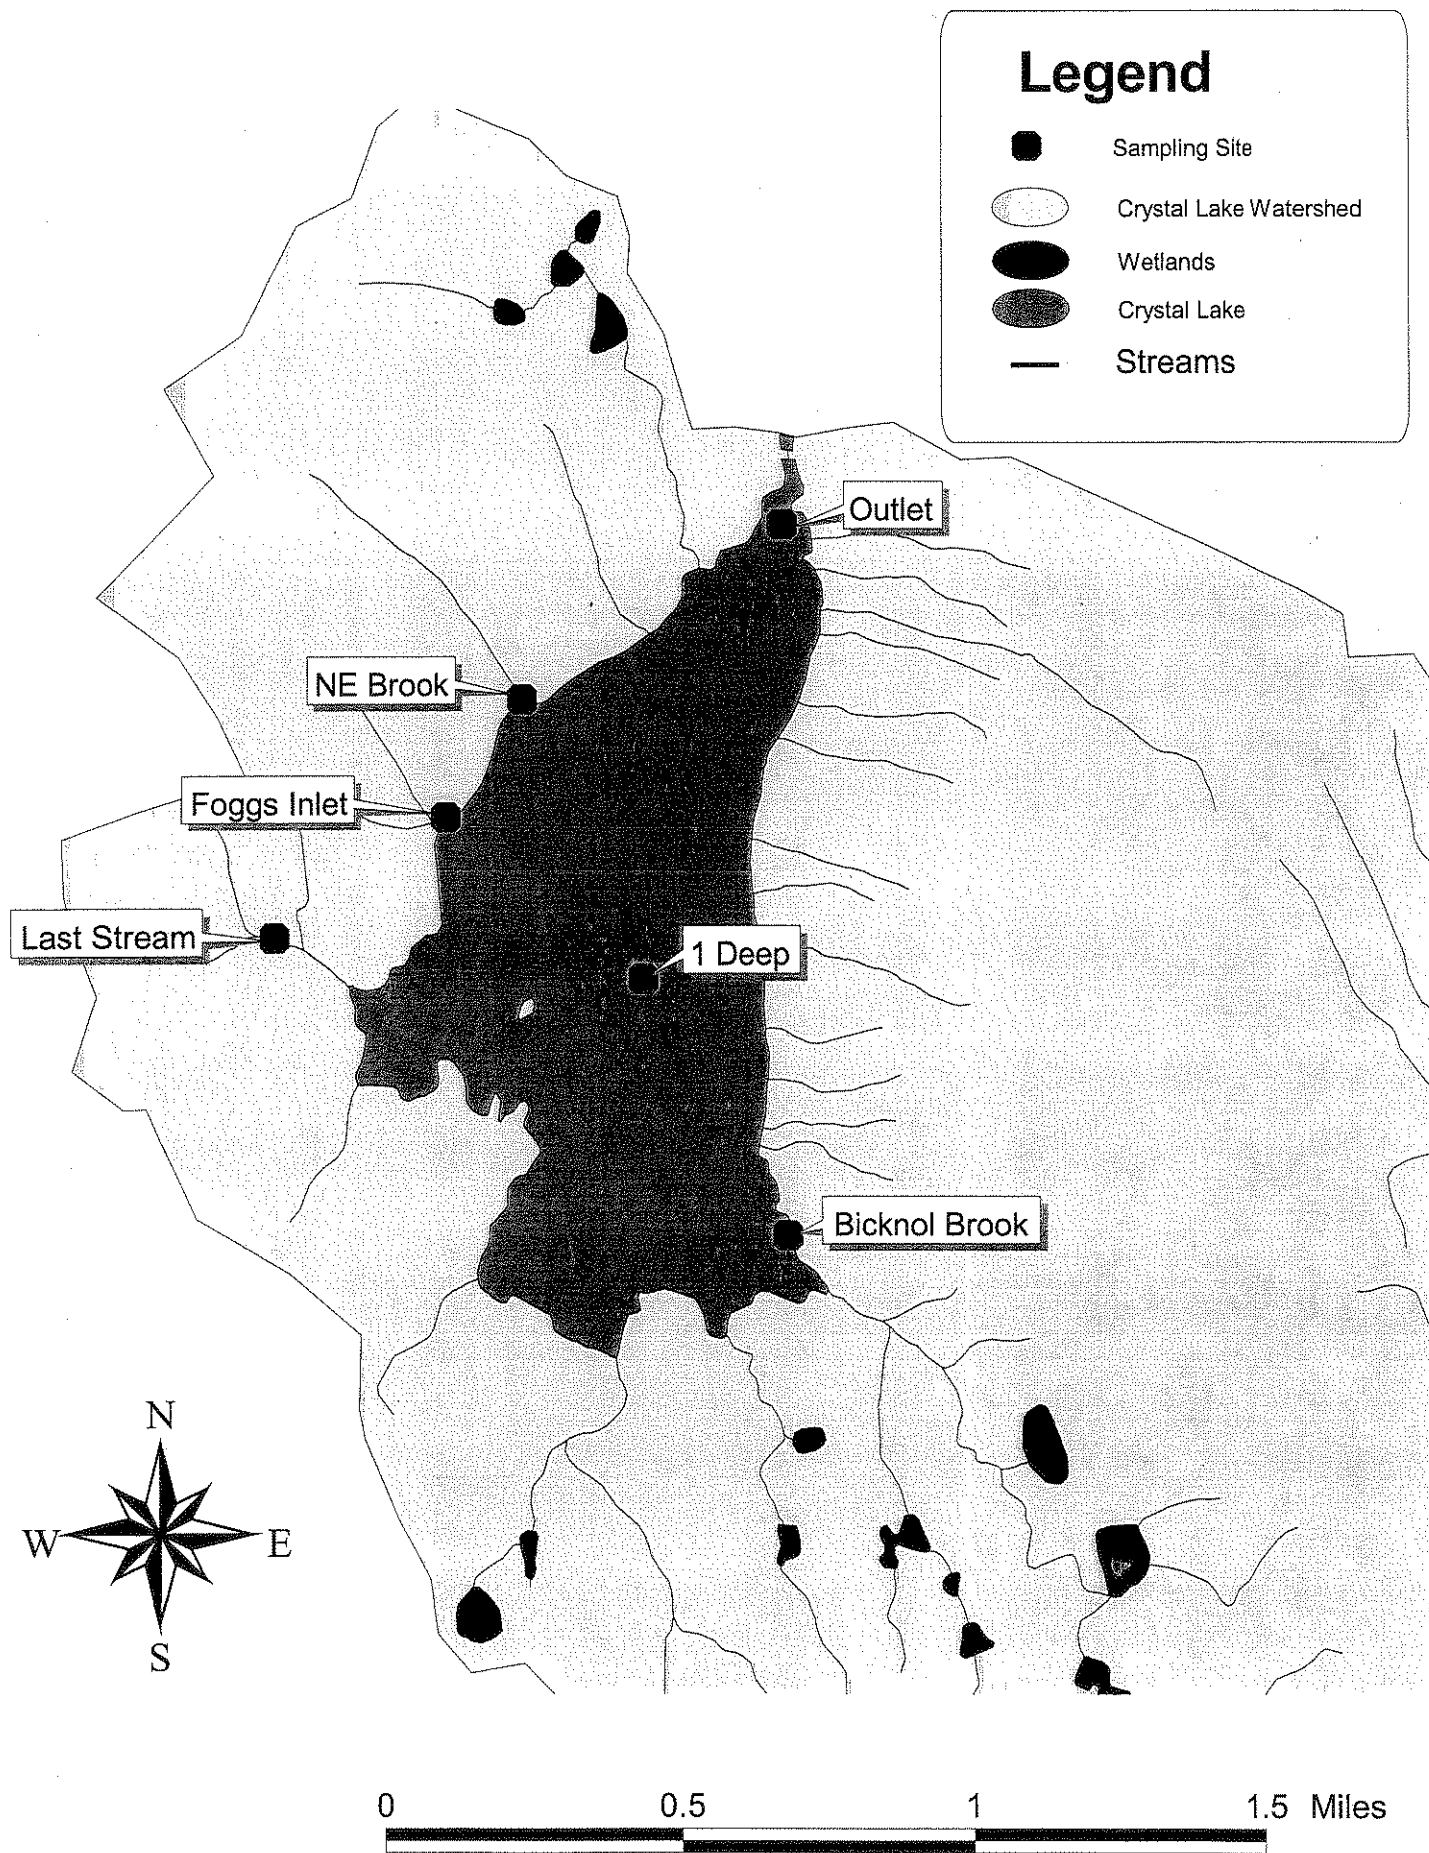 Legend
Sampling Site
Crystal Lake Watershed
Wetlands
Crystal Lake
Streams
Outlet
NE Brook
Foggs Inlet
Last Stream
1 Deep
Bicknol Brook
N
W E
S
0 0.5 1 1.5 Miles